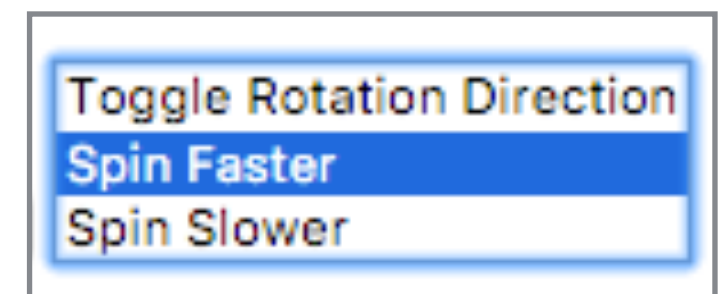 Toggle Rotation Direction
Spin Faster
Spin Slower